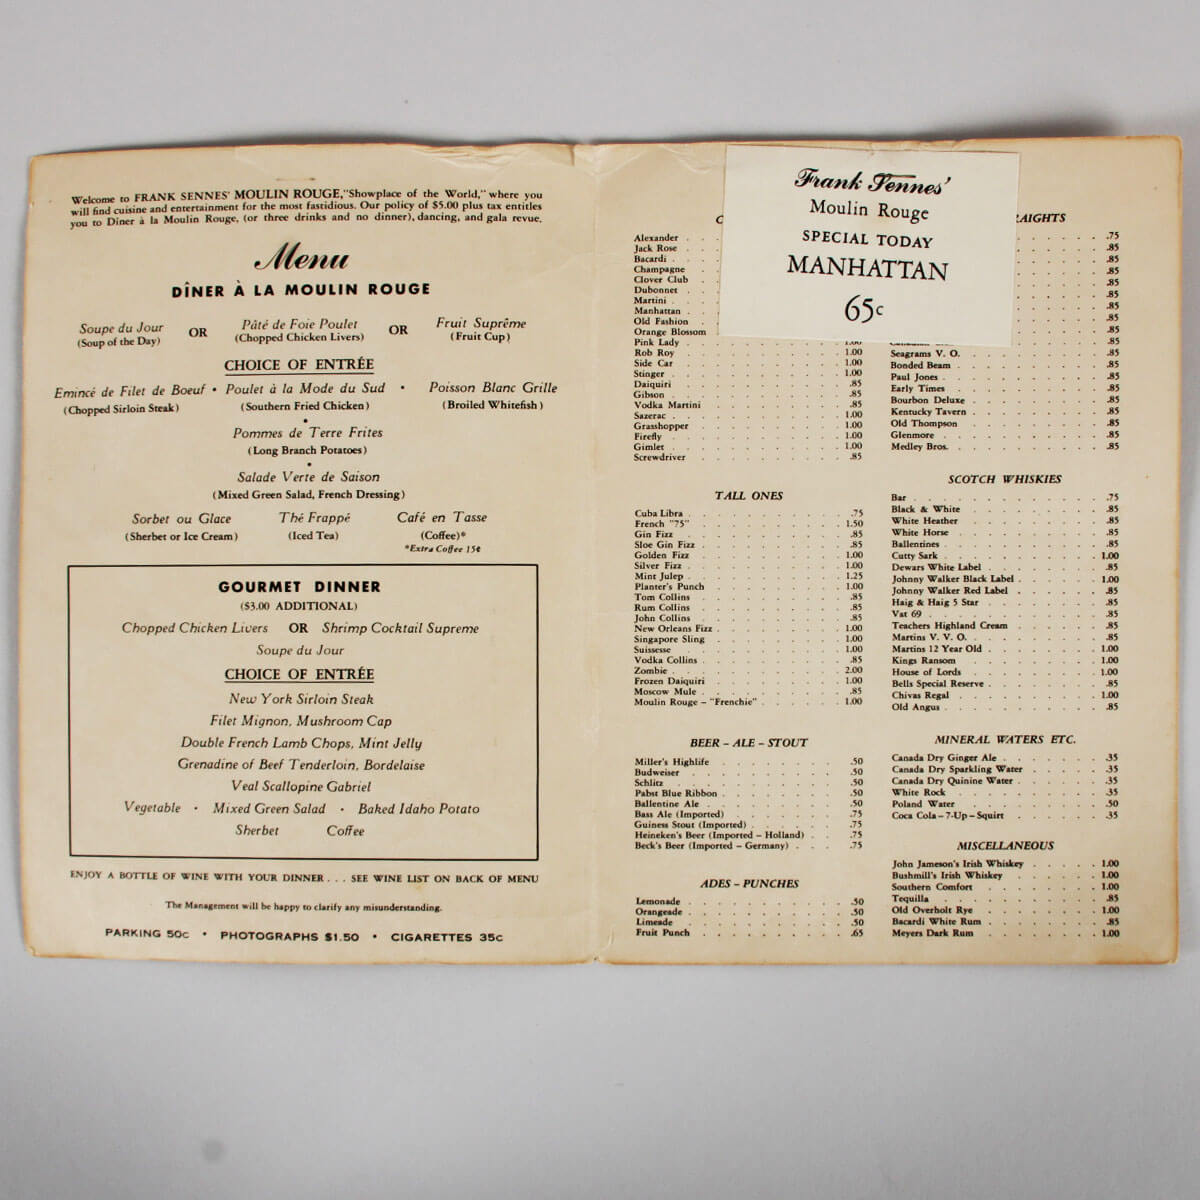 Welcome to FRANK SENNES' MOULIN ROUGE, "Showplace of the World," where you
will find cuisine and entertainment for the most fastidious. Our policy of $5.00 plus tax entitles
you to Dîner à la Moulin Rouge, (or three drinks and no dinner), dancing, and gala revue.
Menu
DÎNER À LA MOULIN ROUGE
Soupe du Jour OR Pâté de Foie Poulet OR Fruit Suprême
(Soup of the Day) (Chopped Chicken Livers) (Fruit Cup)
CHOICE OF ENTRÉE
Emincé de Filet de Boeuf • Poulet à la Mode du Sud • Poisson Blanc Grille
(Chopped Sirloin Steak) (Southern Fried Chicken) (Broiled Whitefish)
•
Pommes de Terre Frites
(Long Branch Potatoes)
•
Salade Verte de Saison
(Mixed Green Salad, French Dressing)
Sorbet ou Glace Thé Frappé Café en Tasse
(Sherbet or Ice Cream) (Iced Tea) (Coffee)*
*Extra Coffee 15¢
GOURMET DINNER
($3.00 ADDITIONAL)
Chopped Chicken Livers OR Shrimp Cocktail Supreme
Soupe du Jour
CHOICE OF ENTRÉE
New York Sirloin Steak
Filet Mignon, Mushroom Cap
Double French Lamb Chops, Mint Jelly
Grenadine of Beef Tenderloin, Bordelaise
Veal Scallopine Gabriel
Vegetable • Mixed Green Salad • Baked Idaho Potato
Sherbet Coffee
ENJOY A BOTTLE OF WINE WITH YOUR DINNER . . . SEE WINE LIST ON BACK OF MENU
The Management will be happy to clarify any misunderstanding.
PARKING 50c • PHOTOGRAPHS $1.50 • CIGARETTES 35c
Frank Sennes'
Moulin Rouge
SPECIAL TODAY
MANHATTAN
65c
Alexander
Jack Rose
Bacardi
Champagne
Clover Club
Dubonnet
Martini
Manhattan
Old Fashion
Orange Blossom
Pink Lady 1.00
Rob Roy 1.00
Side Car 1.00
Stinger 1.00
Daiquiri .85
Gibson .85
Vodka Martini .85
Sazerac 1.00
Grasshopper 1.00
Firefly 1.00
Gimlet 1.00
Screwdriver .85
TALL ONES
Cuba Libra .75
French "75" 1.50
Gin Fizz .85
Sloe Gin Fizz .85
Golden Fizz 1.00
Silver Fizz 1.00
Mint Julep 1.25
Planter's Punch 1.00
Tom Collins .85
Rum Collins .85
John Collins .85
New Orleans Fizz 1.00
Singapore Sling 1.00
Suissesse 1.00
Vodka Collins .85
Zombie 2.00
Frozen Daiquiri 1.00
Moscow Mule .85
Moulin Rouge – "Frenchie" 1.00
BEER – ALE – STOUT
Miller's Highlife .50
Budweiser .50
Schlitz .50
Pabst Blue Ribbon .50
Ballentine Ale .50
Bass Ale (Imported) .75
Guiness Stout (Imported) .75
Heineken's Beer (Imported – Holland) .75
Beck's Beer (Imported – Germany) .75
ADES – PUNCHES
Lemonade .50
Orangeade .50
Limeade .50
Fruit Punch .65
RAIGHTS
.75
.85
.85
.85
.85
.85
.85
.85
.85
.85
Seagrams V. O. .85
Bonded Beam .85
Paul Jones .85
Early Times .85
Bourbon Deluxe .85
Kentucky Tavern .85
Old Thompson .85
Glenmore .85
Medley Bros. .85
SCOTCH WHISKIES
Bar .75
Black & White .85
White Heather .85
White Horse .85
Ballentines .85
Cutty Sark 1.00
Dewars White Label .85
Johnny Walker Black Label 1.00
Johnny Walker Red Label .85
Haig & Haig 5 Star .85
Vat 69 .85
Teachers Highland Cream .85
Martins V. V. O. .85
Martins 12 Year Old 1.00
Kings Ransom 1.00
House of Lords 1.00
Bells Special Reserve .85
Chivas Regal 1.00
Old Angus .85
MINERAL WATERS ETC.
Canada Dry Ginger Ale .35
Canada Dry Sparkling Water .35
Canada Dry Quinine Water .35
White Rock .35
Poland Water .50
Coca Cola – 7-Up – Squirt .35
MISCELLANEOUS
John Jameson's Irish Whiskey 1.00
Bushmill's Irish Whiskey 1.00
Southern Comfort 1.00
Tequilla .85
Old Overholt Rye 1.00
Bacardi White Rum .85
Meyers Dark Rum 1.00